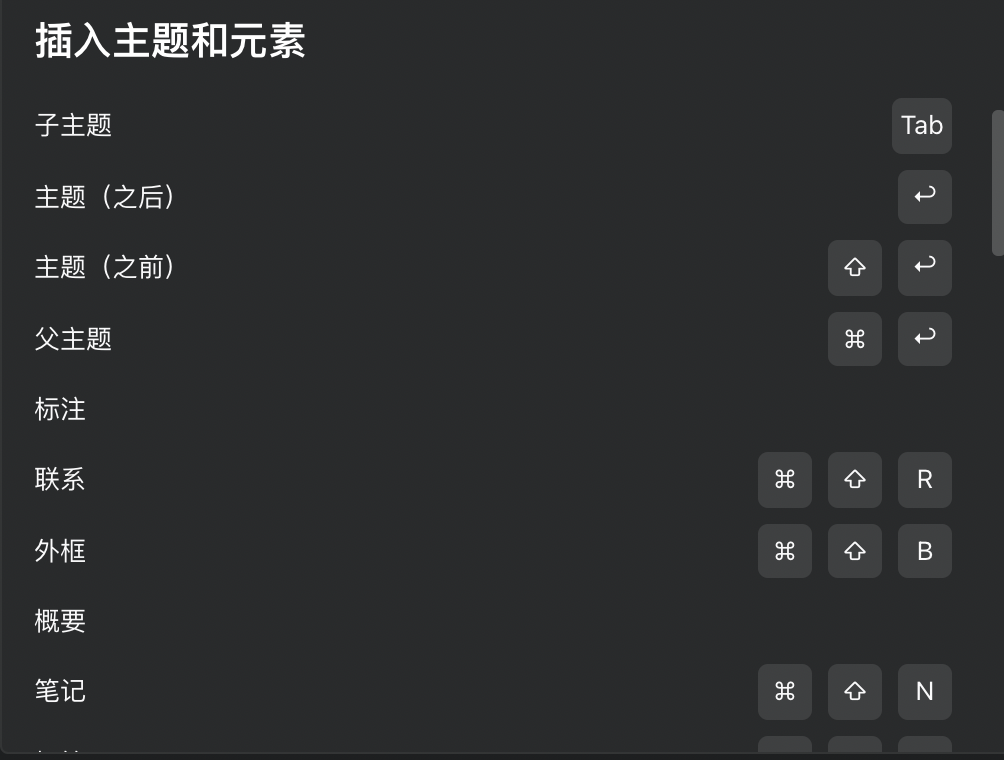 插入主题和元素
子主题 Tab
主题（之后） ↩
主题（之前） ⇧ ↩
父主题 ⌘ ↩
标注
联系 ⌘ ⇧ R
外框 ⌘ ⇧ B
概要
笔记 ⌘ ⇧ N